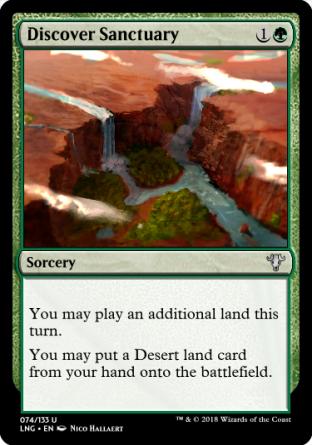 Discover Sanctuary 1
Sorcery
You may play an additional land this
turn.
You may put a Desert land card
from your hand onto the battlefield.
074/133 U
LNG • EN Nico Hallaert
™ & © 2018 Wizards of the Coast